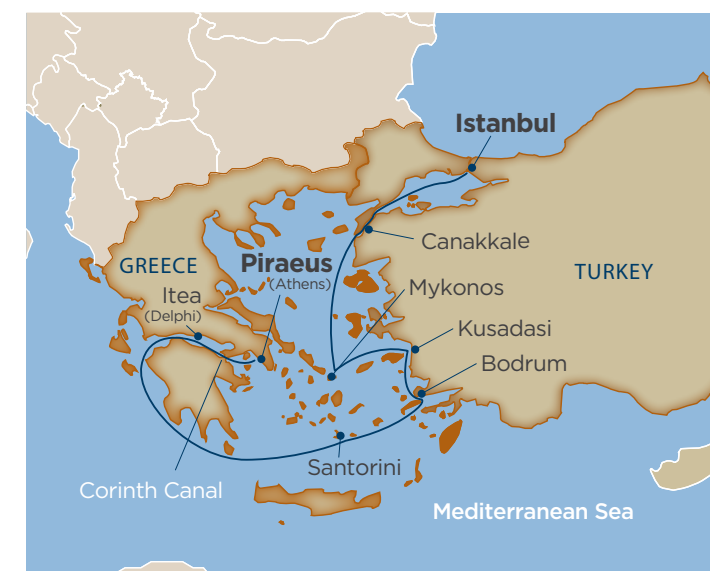 Istanbul
Canakkale
GREECE
Piraeus
(Athens)
TURKEY
Itea
(Delphi)
Mykonos
Kusadasi
Bodrum
Santorini
Corinth Canal
Mediterranean Sea